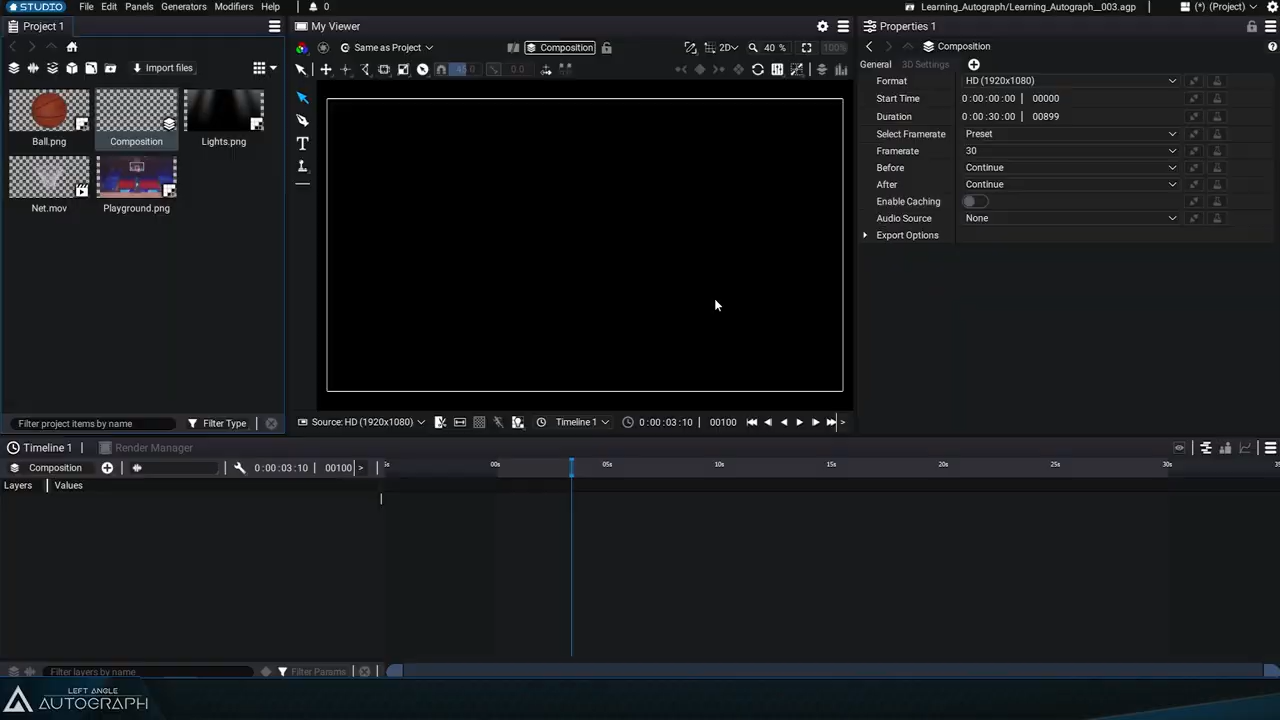 STUDIO File Edit Panels Generators Modifiers Help 0 Learning_Autograph/Learning_Autograph__003.agp (*) (Project)
Project 1
My Viewer
Properties 1
Same as Project Composition 2D 40 % 100%
Composition
Import files
45.0 0.0
General 3D Settings
Format HD (1920x1080)
Start Time 0:00:00:00 00000
Duration 0:00:30:00 00899
Select Framerate Preset
Framerate 30
Before Continue
After Continue
Enable Caching
Audio Source None
Export Options
Ball.png Composition Lights.png
Net.mov Playground.png
Filter project items by name Filter Type
Source: HD (1920x1080) Timeline 1 0:00:03:10 00100 >
Timeline 1 Render Manager
Composition 0:00:03:10 00100 >
5s 00s 05s 10s 15s 20s 25s 30s
Layers Values
Filter layers by name Filter Params
LEFT ANGLE
AUTOGRAPH